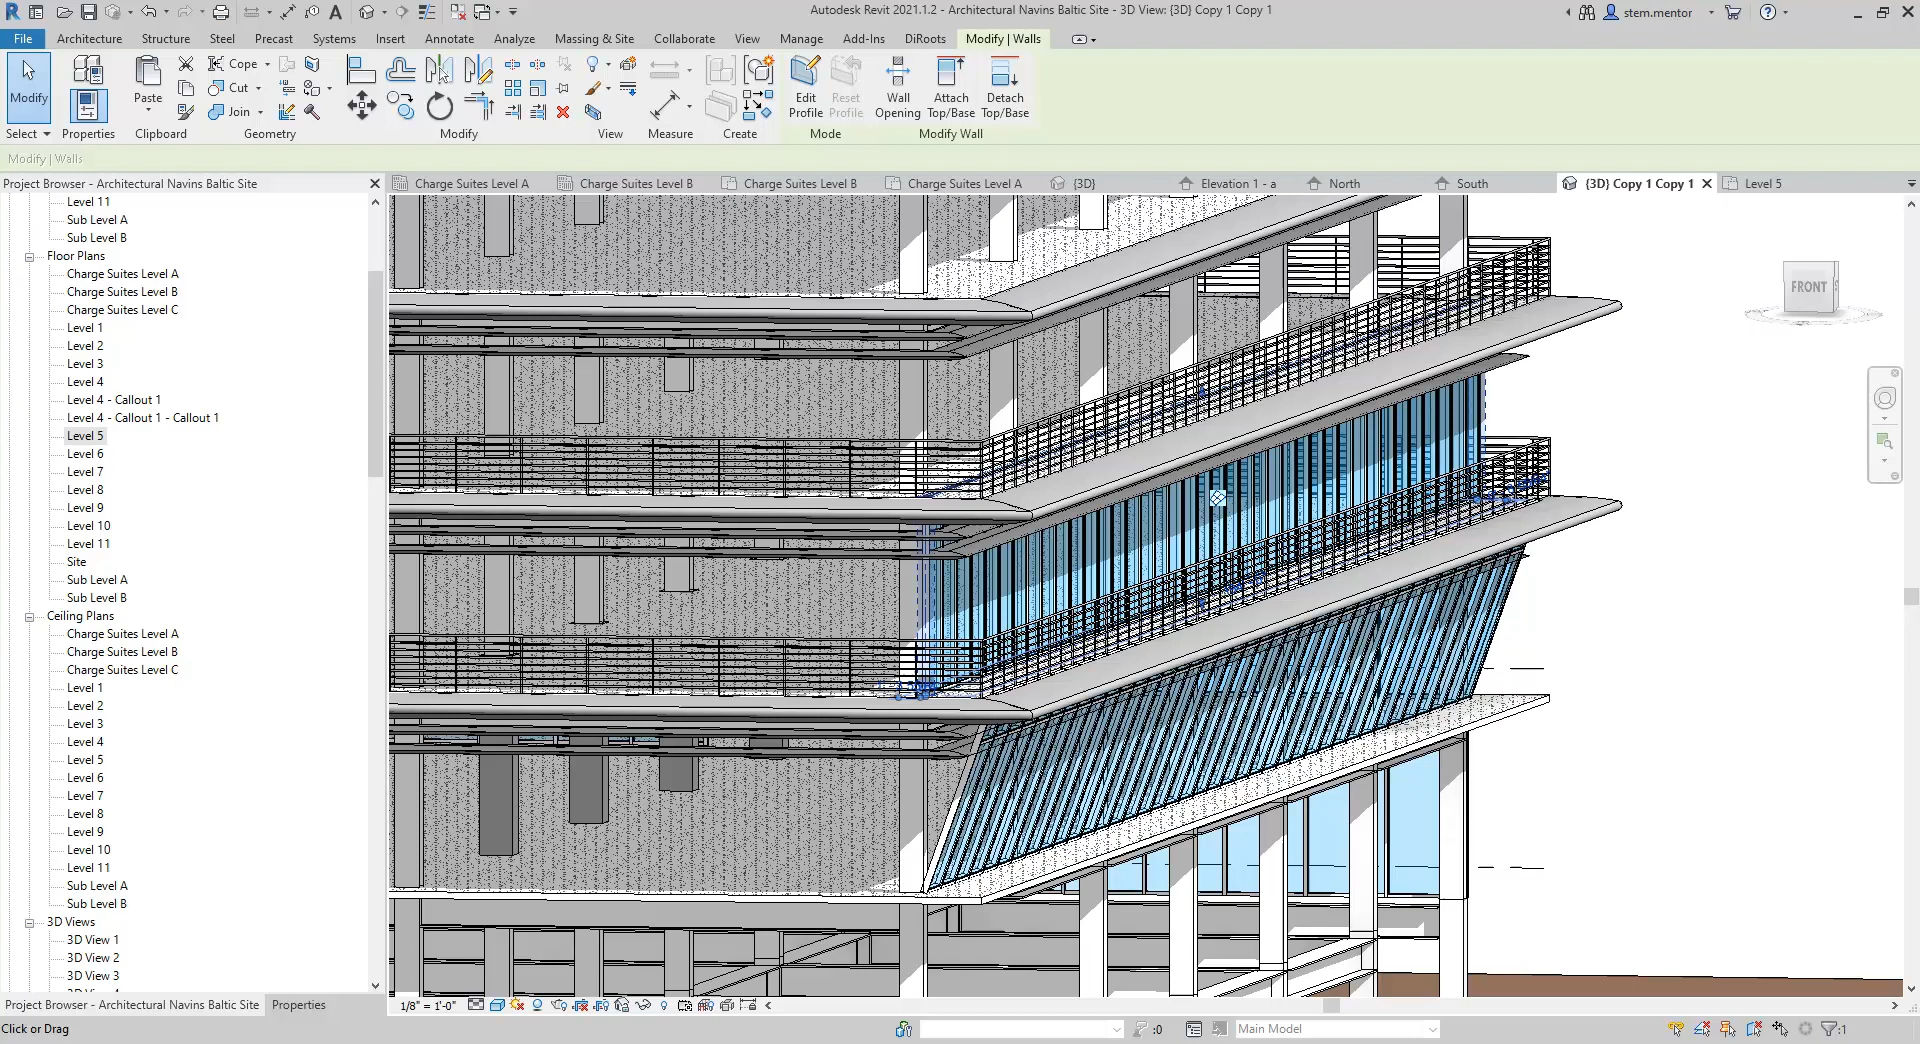 Autodesk Revit 2021.1.2 - Architectural Navins Baltic Site - 3D View: {3D} Copy 1 Copy 1
stem.mentor
File Architecture Structure Steel Precast Systems Insert Annotate Analyze Massing & Site Collaborate View Manage Add-Ins DiRoots Modify | Walls
Modify
Select
Properties
Paste
Clipboard
Cope
Cut
Join
Geometry
Modify
View
Measure
Create
Edit
Profile
Reset
Profile
Mode
Wall
Opening
Attach
Top/Base
Detach
Top/Base
Modify Wall
Modify | Walls
Project Browser - Architectural Navins Baltic Site
Charge Suites Level A
Charge Suites Level B
Charge Suites Level B
Charge Suites Level A
{3D}
Elevation 1 - a
North
South
{3D} Copy 1 Copy 1
Level 5
Level 11
Sub Level A
Sub Level B
Floor Plans
Charge Suites Level A
Charge Suites Level B
Charge Suites Level C
Level 1
Level 2
Level 3
Level 4
Level 4 - Callout 1
Level 4 - Callout 1 - Callout 1
Level 5
Level 6
Level 7
Level 8
Level 9
Level 10
Level 11
Site
Sub Level A
Sub Level B
Ceiling Plans
Charge Suites Level A
Charge Suites Level B
Charge Suites Level C
Level 1
Level 2
Level 3
Level 4
Level 5
Level 6
Level 7
Level 8
Level 9
Level 10
Level 11
Sub Level A
Sub Level B
3D Views
3D View 1
3D View 2
3D View 3
FRONT
Project Browser - Architectural Navins Baltic Site
Properties
1/8" = 1'-0"
Click or Drag
:0
Main Model
:1